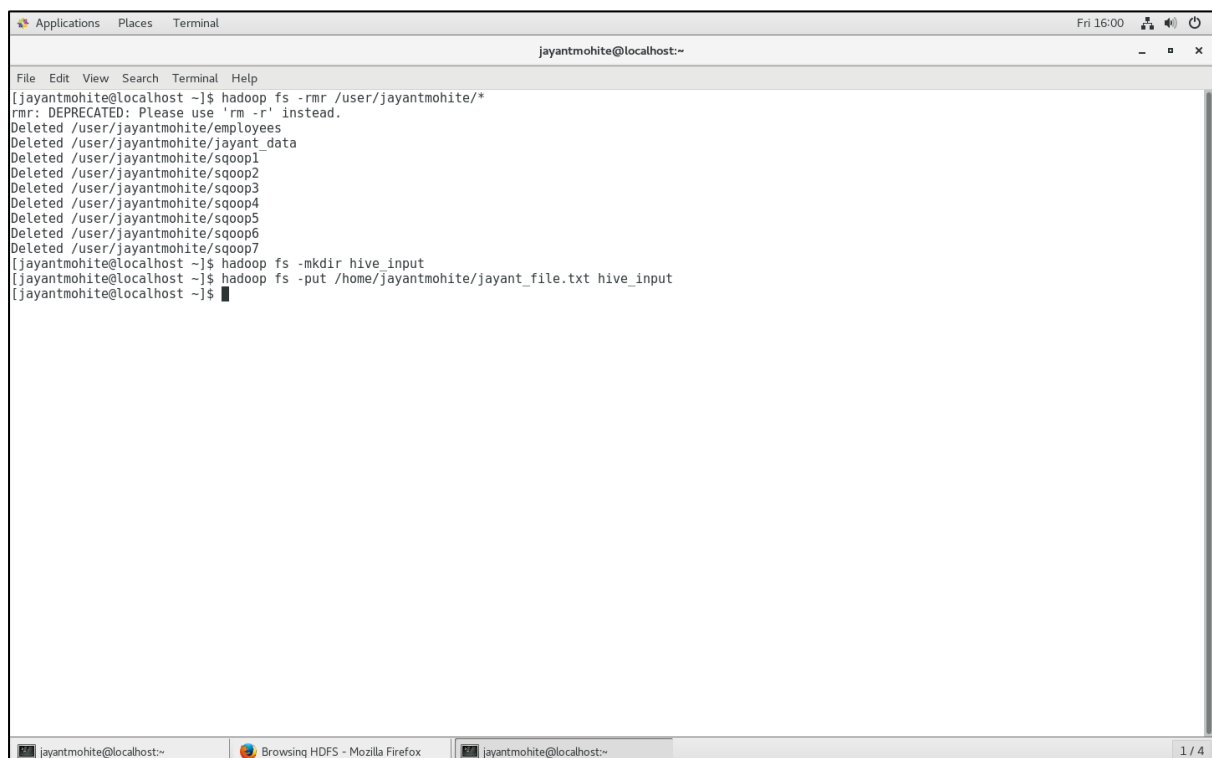 Applications Places Terminal Fri 16:00
jayantmohite@localhost:~
File Edit View Search Terminal Help
[jayantmohite@localhost ~]$ hadoop fs -rmr /user/jayantmohite/*
rmr: DEPRECATED: Please use 'rm -r' instead.
Deleted /user/jayantmohite/employees
Deleted /user/jayantmohite/jayant_data
Deleted /user/jayantmohite/sqoop1
Deleted /user/jayantmohite/sqoop2
Deleted /user/jayantmohite/sqoop3
Deleted /user/jayantmohite/sqoop4
Deleted /user/jayantmohite/sqoop5
Deleted /user/jayantmohite/sqoop6
Deleted /user/jayantmohite/sqoop7
[jayantmohite@localhost ~]$ hadoop fs -mkdir hive_input
[jayantmohite@localhost ~]$ hadoop fs -put /home/jayantmohite/jayant_file.txt hive_input
[jayantmohite@localhost ~]$
jayantmohite@localhost:~ Browsing HDFS - Mozilla Firefox jayantmohite@localhost:~ 1 / 4